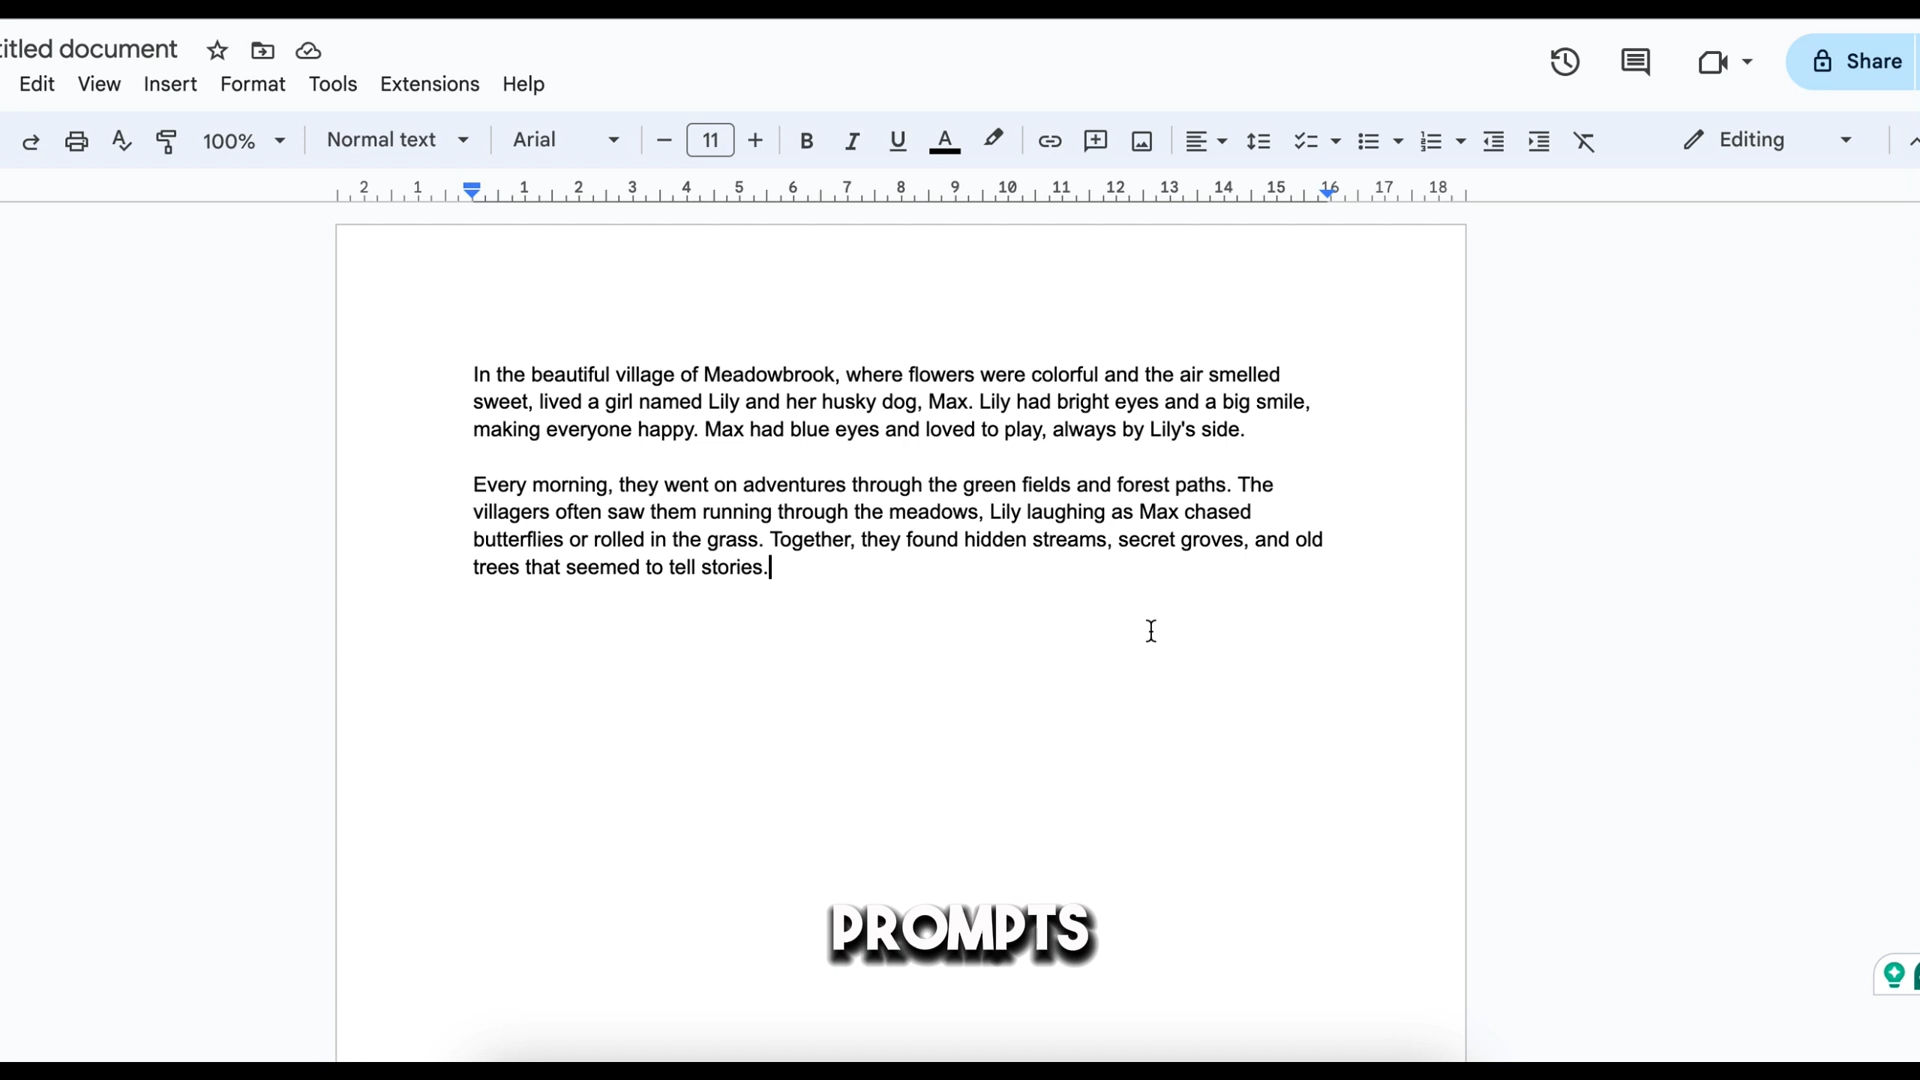 titled document
Edit View Insert Format Tools Extensions Help
Share
100% Normal text Arial 11 B I U A Editing
2 1 1 2 3 4 5 6 7 8 9 10 11 12 13 14 15 16 17 18
In the beautiful village of Meadowbrook, where flowers were colorful and the air smelled
sweet, lived a girl named Lily and her husky dog, Max. Lily had bright eyes and a big smile,
making everyone happy. Max had blue eyes and loved to play, always by Lily's side.
Every morning, they went on adventures through the green fields and forest paths. The
villagers often saw them running through the meadows, Lily laughing as Max chased
butterflies or rolled in the grass. Together, they found hidden streams, secret groves, and old
trees that seemed to tell stories.
PROMPTS